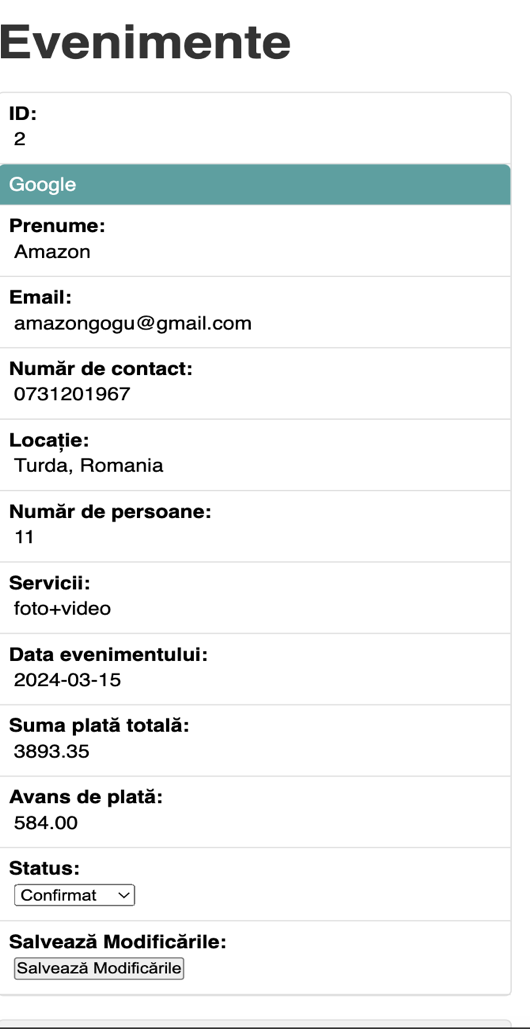 Evenimente
ID:
2
Google
Prenume:
Amazon
Email:
amazongogu@gmail.com
Număr de contact:
0731201967
Locație:
Turda, Romania
Număr de persoane:
11
Servicii:
foto+video
Data evenimentului:
2024-03-15
Suma plată totală:
3893.35
Avans de plată:
584.00
Status:
Confirmat
Salvează Modificările:
Salvează Modificările